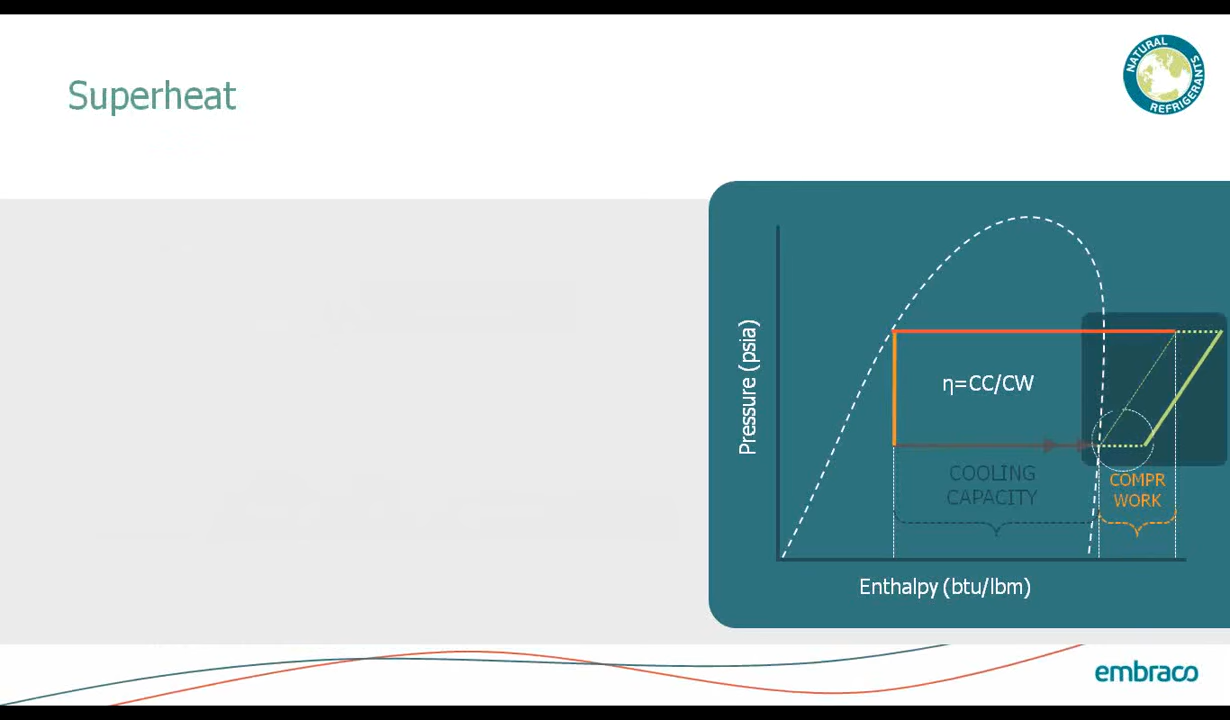 Superheat
NATURAL
REFRIGERANTS
Pressure (psia)
η=CC/CW
COOLING
CAPACITY
COMPR
WORK
Enthalpy (btu/lbm)
embraco